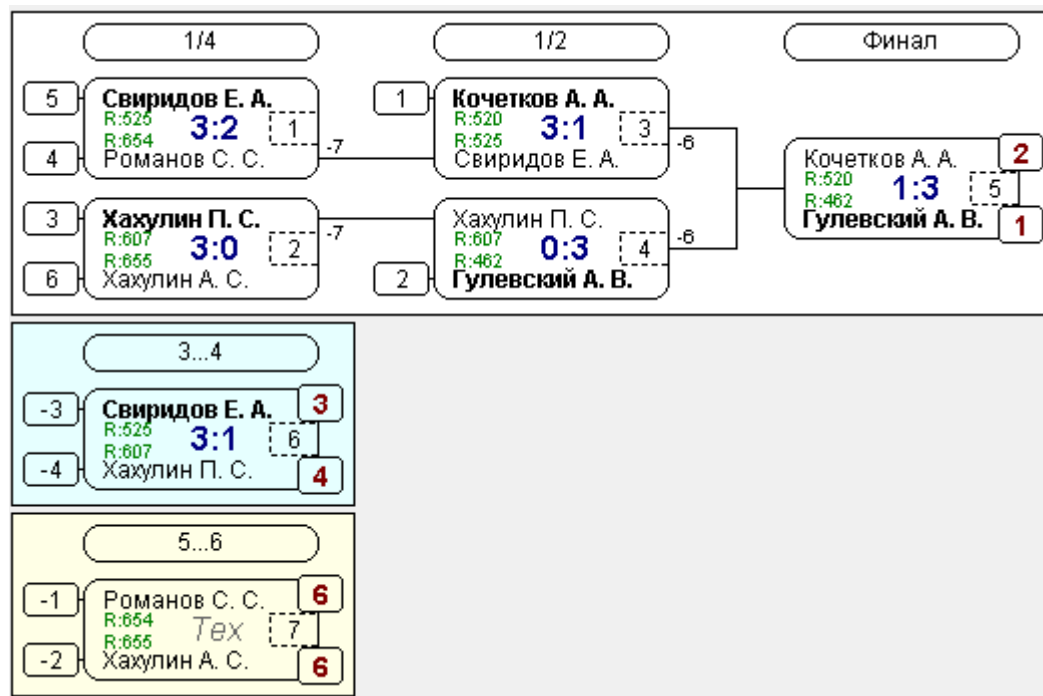 1/4
1/2
Финал
5
Свиридов Е. А.
R:525
3:2
1
R:654
4
Романов С. С.
-7
1
Кочетков А. А.
R:520
3:1
3
R:525
Свиридов Е. А.
-6
Кочетков А. А.
2
R:520
1:3
5
R:462
Гулевский А. В.
1
3
Хахулин П. С.
R:607
3:0
2
R:655
6
Хахулин А. С.
-7
Хахулин П. С.
R:607
0:3
4
R:462
2
Гулевский А. В.
-6
3...4
-3
Свиридов Е. А.
3
R:525
3:1
6
R:607
-4
Хахулин П. С.
4
5...6
-1
Романов С. С.
6
R:654
Тех
7
R:655
-2
Хахулин А. С.
6